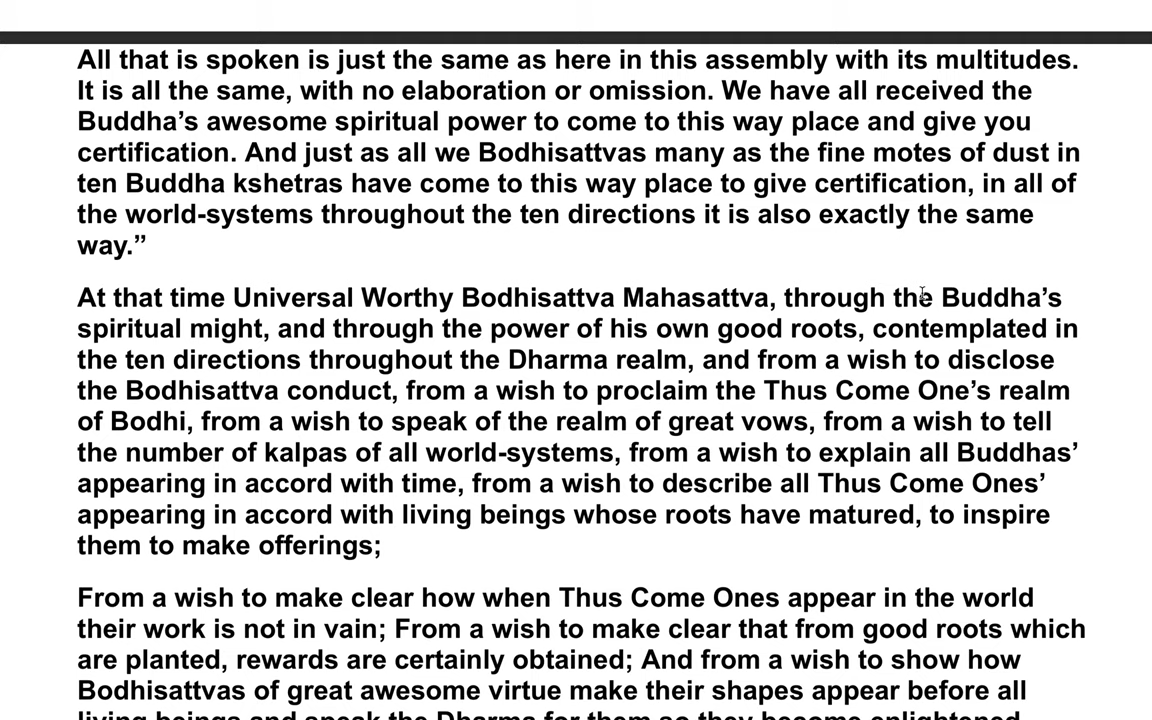 All that is spoken is just the same as here in this assembly with its multitudes.
It is all the same, with no elaboration or omission. We have all received the
Buddha’s awesome spiritual power to come to this way place and give you
certification. And just as all we Bodhisattvas many as the fine motes of dust in
ten Buddha kshetras have come to this way place to give certification, in all of
the world-systems throughout the ten directions it is also exactly the same
way.”
At that time Universal Worthy Bodhisattva Mahasattva, through the Buddha’s
spiritual might, and through the power of his own good roots, contemplated in
the ten directions throughout the Dharma realm, and from a wish to disclose
the Bodhisattva conduct, from a wish to proclaim the Thus Come One’s realm
of Bodhi, from a wish to speak of the realm of great vows, from a wish to tell
the number of kalpas of all world-systems, from a wish to explain all Buddhas’
appearing in accord with time, from a wish to describe all Thus Come Ones’
appearing in accord with living beings whose roots have matured, to inspire
them to make offerings;
From a wish to make clear how when Thus Come Ones appear in the world
their work is not in vain; From a wish to make clear that from good roots which
are planted, rewards are certainly obtained; And from a wish to show how
Bodhisattvas of great awesome virtue make their shapes appear before all
living beings and speak the Dharma for them so they become enlightened